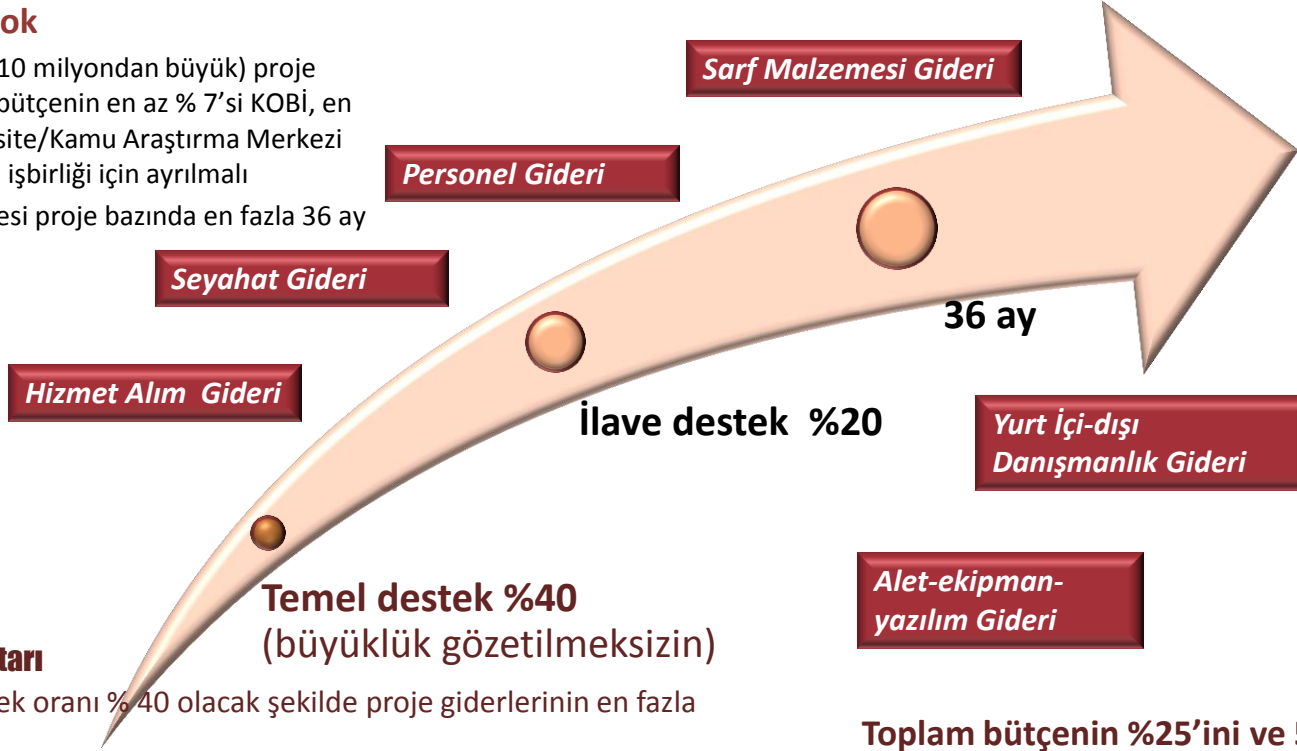 ok
10 milyondan büyük) proje
bütçenin en az % 7'si KOBİ, en
site/Kamu Araştırma Merkezi
işbirliği için ayrılmalı
esi proje bazında en fazla 36 ay
Sarf Malzemesi Gideri
Personel Gideri
Seyahat Gideri
Hizmet Alım Gideri
36 ay
İlave destek %20
Yurt İçi-dışı
Danışmanlık Gideri
Temel destek %40
(büyüklük gözetilmeksizin)
Alet-ekipman-
yazılım Gideri
tarı
ek oranı % 40 olacak şekilde proje giderlerinin en fazla
Toplam bütçenin %25'ini ve